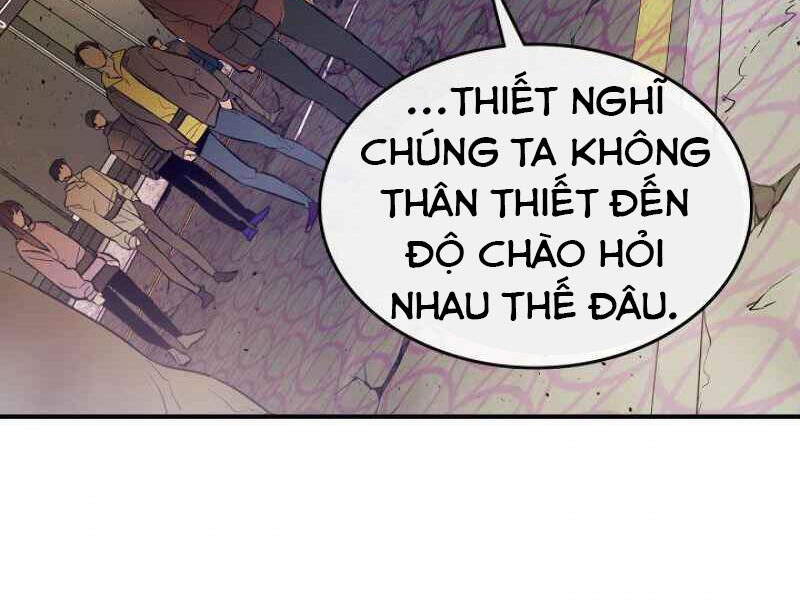 ...THIẾT NGHĨ
CHÚNG TA KHÔNG
THÂN THIẾT ĐẾN
ĐỘ CHÀO HỎI
NHAU THẾ ĐÂU.